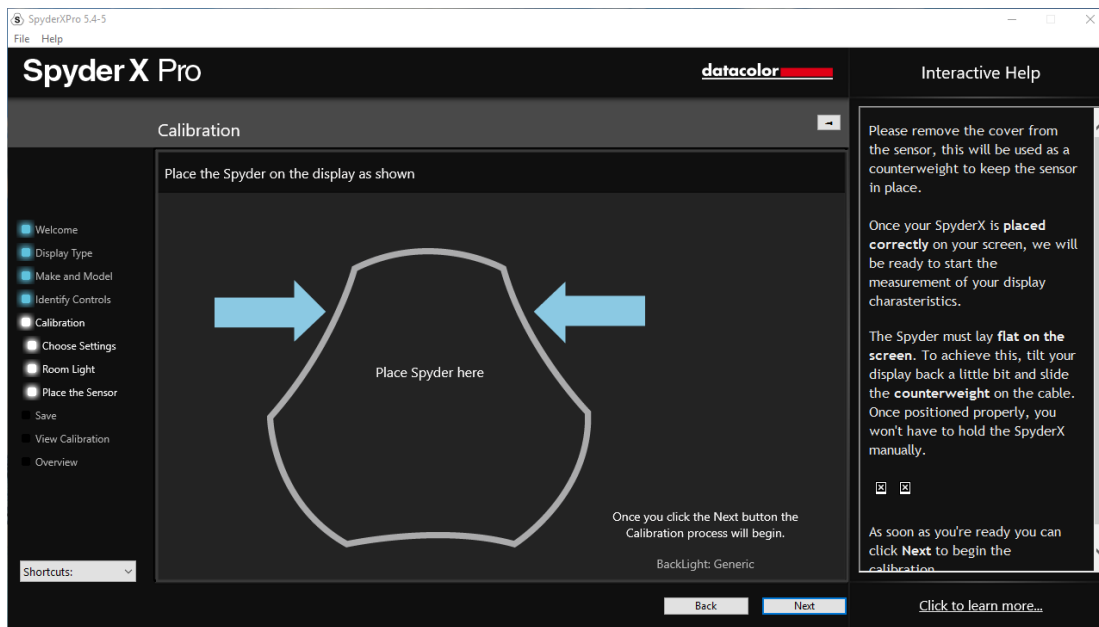 SpyderXPro 5.4-5
File Help
Spyder X Pro
datacolor
Interactive Help
Calibration
Place the Spyder on the display as shown
Welcome
Display Type
Make and Model
Identify Controls
Calibration
Choose Settings
Room Light
Place the Sensor
Save
View Calibration
Overview
Shortcuts:
Place Spyder here
Once you click the Next button the
Calibration process will begin.
BackLight: Generic
Back
Next
Please remove the cover from
the sensor, this will be used as a
counterweight to keep the sensor
in place.
Once your SpyderX is placed
correctly on your screen, we will
be ready to start the
measurement of your display
charasteristics.
The Spyder must lay flat on the
screen. To achieve this, tilt your
display back a little bit and slide
the counterweight on the cable.
Once positioned properly, you
won't have to hold the SpyderX
manually.
As soon as you're ready you can
click Next to begin the
calibration
Click to learn more...